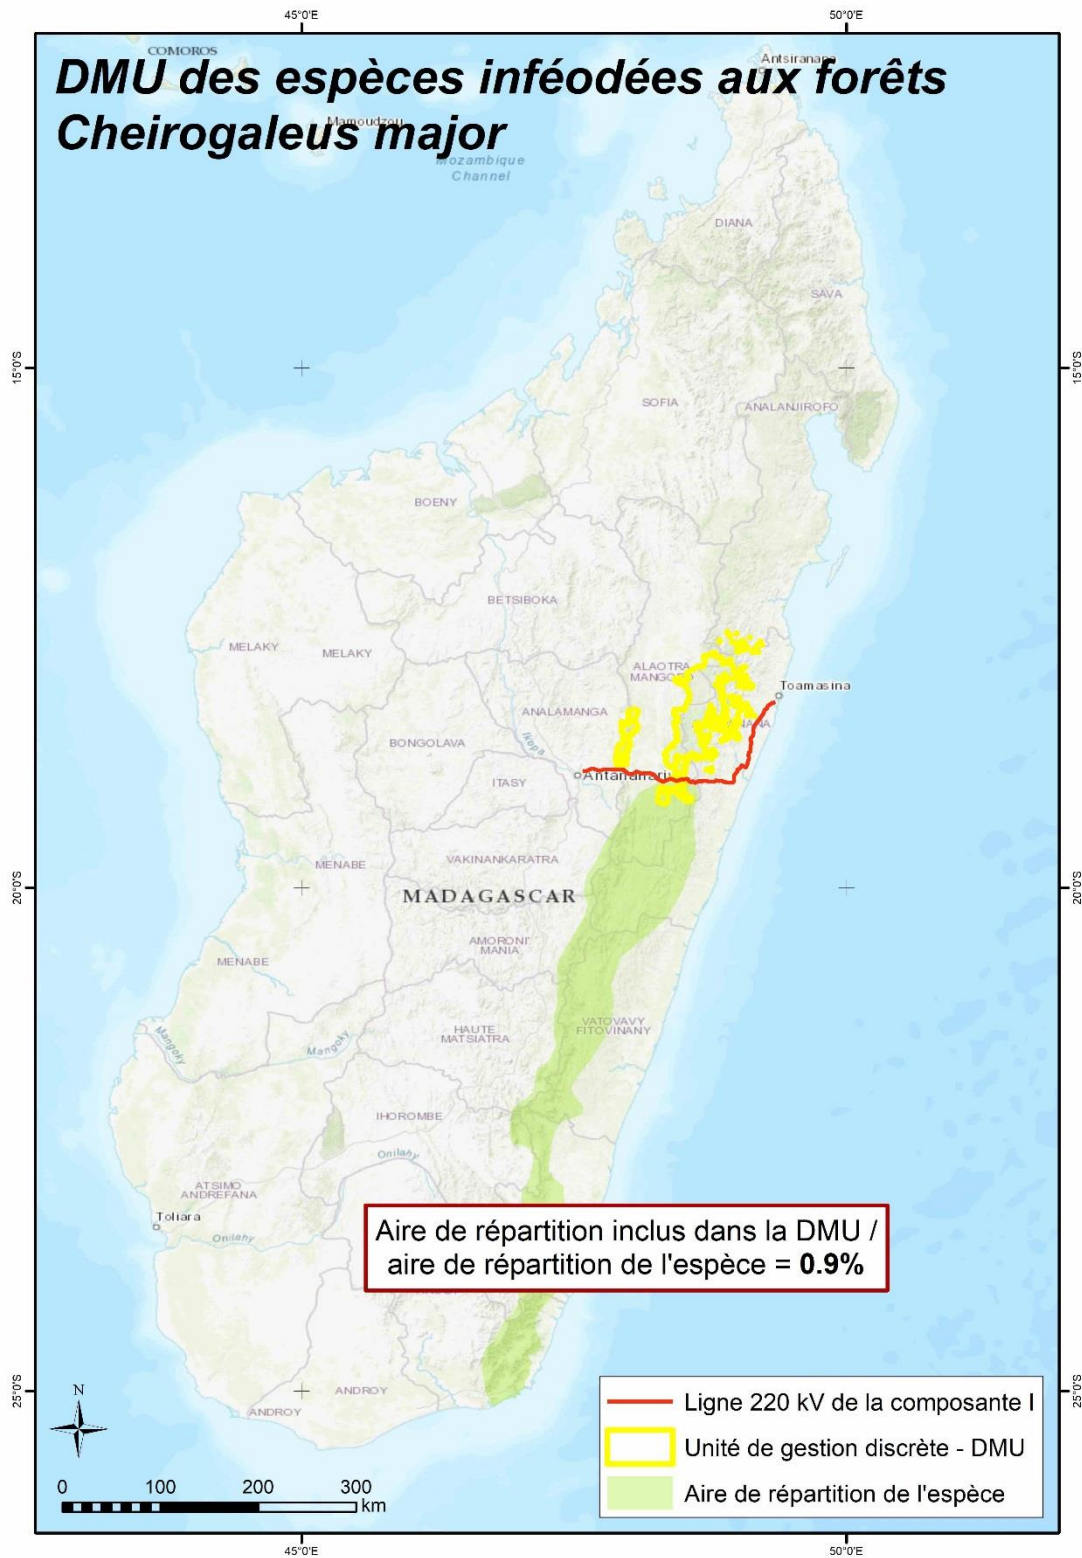 45°0'E
50°0'E
COMOROS
DMU des espèces inféodées aux forêts
Cheirogaleus major
Antsiranana
Mamoudzou
Mozambique
Channel
DIANA
SAVA
15°0'S
15°0'S
SOFIA
ANALANJIROFO
BOENY
BETSIBOKA
MELAKY
MELAKY
ALAOTRA
MANGORO
Toamasina
ANALAMANGA
NANA
BONGOLAVA
Ikopa
ITASY
Antananari
MENABE
VAKINANKARATRA
20°0'S
20°0'S
MADAGASCAR
AMORONI'
MANIA
MENABE
HAUTE
MATSIATRA
VATOVAVY
FITOVINANY
Mangoky
Mangoky
IHOROMBE
Onilahy
ATSIMO
ANDREFANA
Toliara
Onilahy
Aire de répartition inclus dans la DMU /
aire de répartition de l'espèce = 0.9%
25°0'S
25°0'S
ANDROY
ANDROY
N
Ligne 220 kV de la composante I
Unité de gestion discrète - DMU
Aire de répartition de l'espèce
0 100 200 300
km
45°0'E
50°0'E